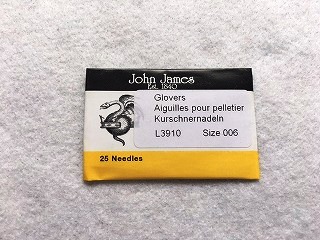 John James
Est. 1840
Glovers
Aiguilles pour pelletier
Kurschnernadeln
L3910 Size 006
25 Needles